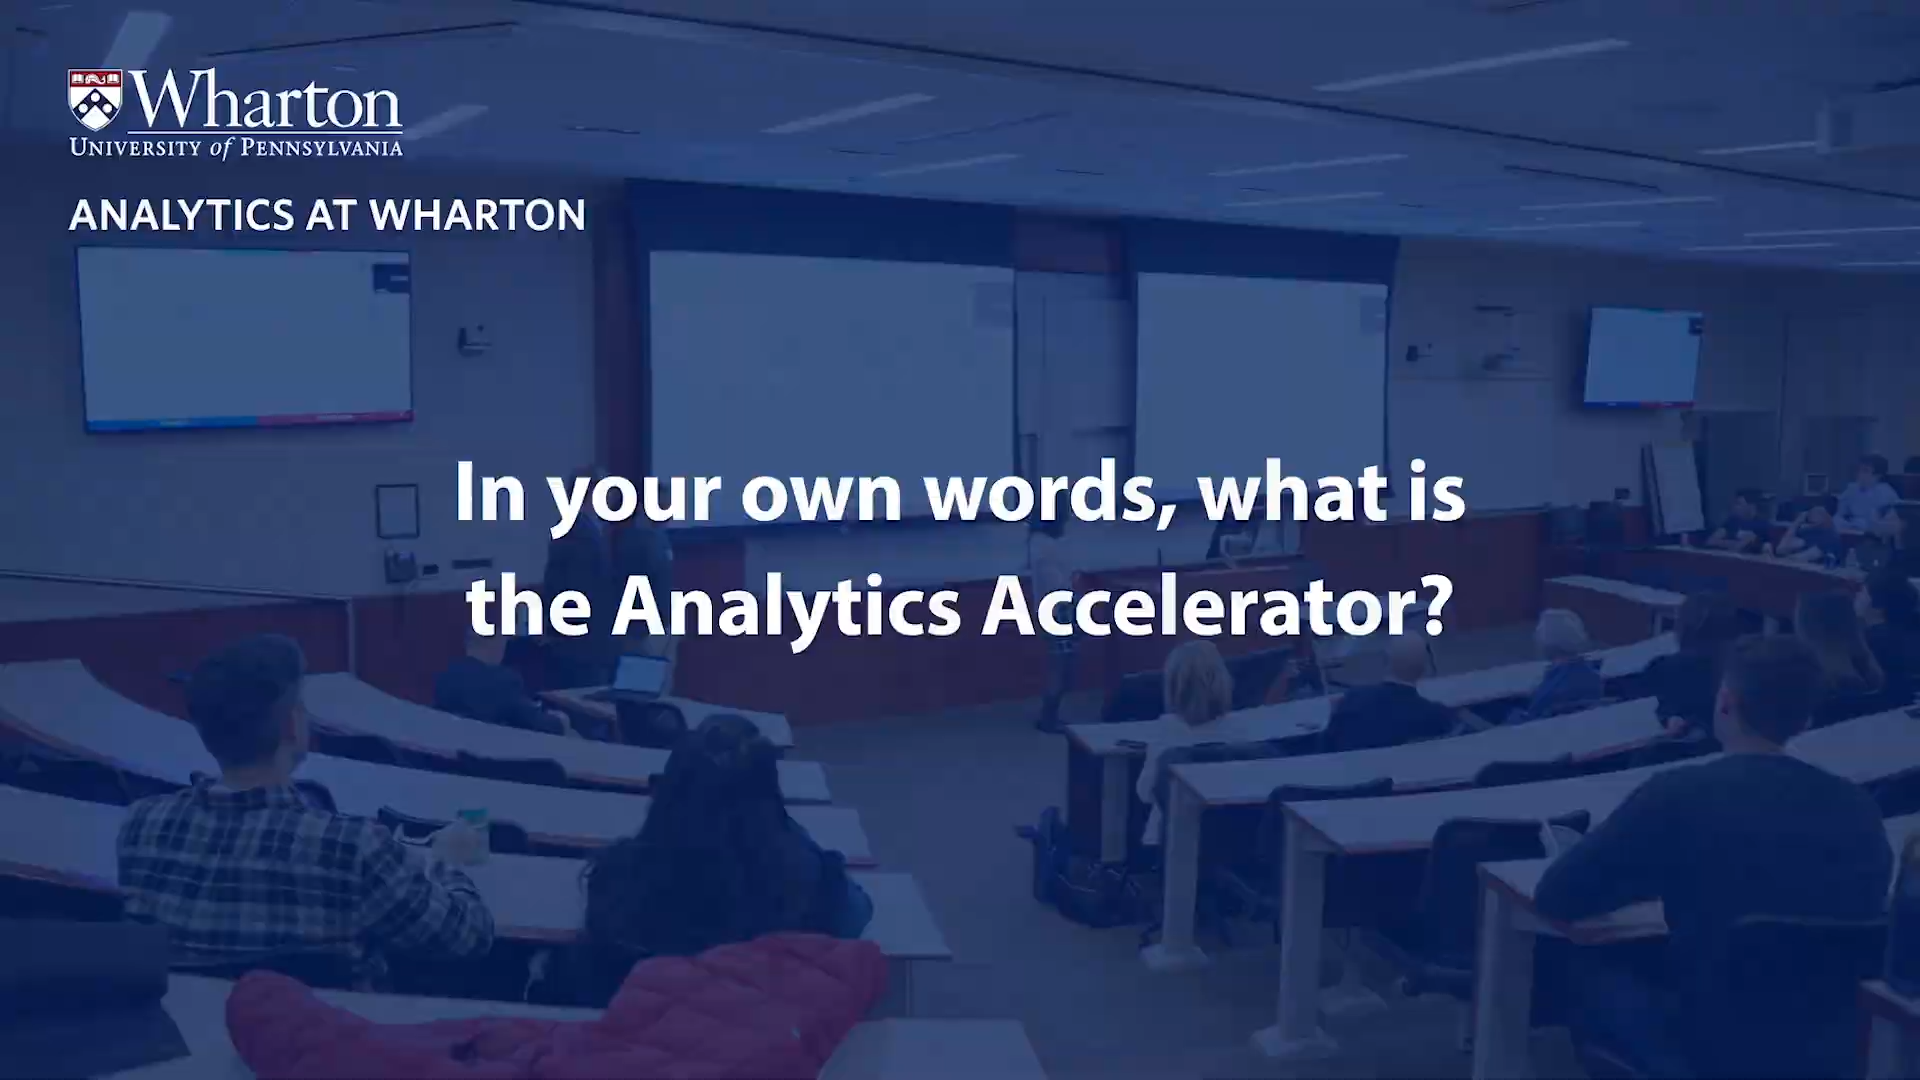 Wharton
UNIVERSITY of PENNSYLVANIA
ANALYTICS AT WHARTON
In your own words, what is
the Analytics Accelerator?